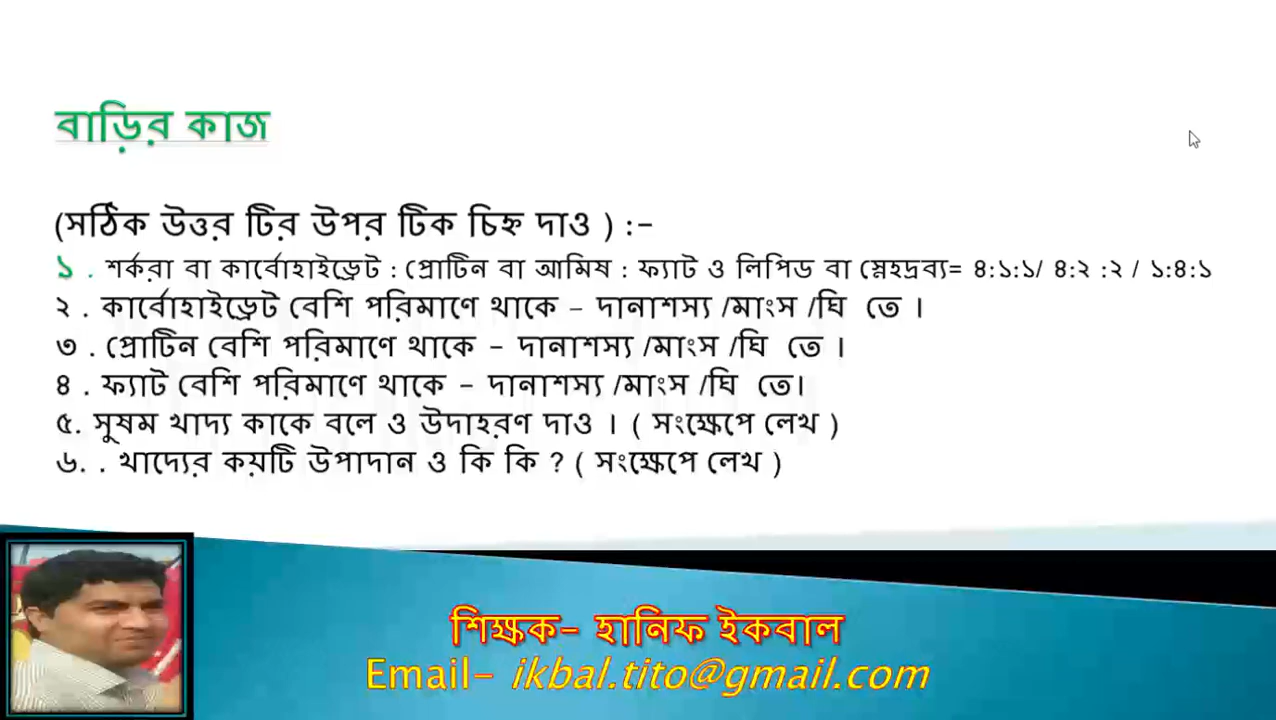 বাড়ির কাজ
(সঠিক উত্তর টির উপর টিক চিহ্ন দাও ) :-
১ . শর্করা বা কার্বোহাইড্রেট : প্রোটিন বা আমিষ : ফ্যাট ও লিপিড বা স্নেহদ্রব্য= ৪:১:১/ ৪:২ :২ / ১:৪:১
২ . কার্বোহাইড্রেট বেশি পরিমাণে থাকে – দানাশস্য /মাংস /ঘি তে ।
৩ . প্রোটিন বেশি পরিমাণে থাকে – দানাশস্য /মাংস /ঘি তে ।
৪ . ফ্যাট বেশি পরিমাণে থাকে – দানাশস্য /মাংস /ঘি তে।
৫. সুষম খাদ্য কাকে বলে ও উদাহরণ দাও । ( সংক্ষেপে লেখ )
৬. . খাদ্যের কয়টি উপাদান ও কি কি ? ( সংক্ষেপে লেখ )
শিক্ষক– হানিফ ইকবাল
Email– ikbal.tito@gmail.com